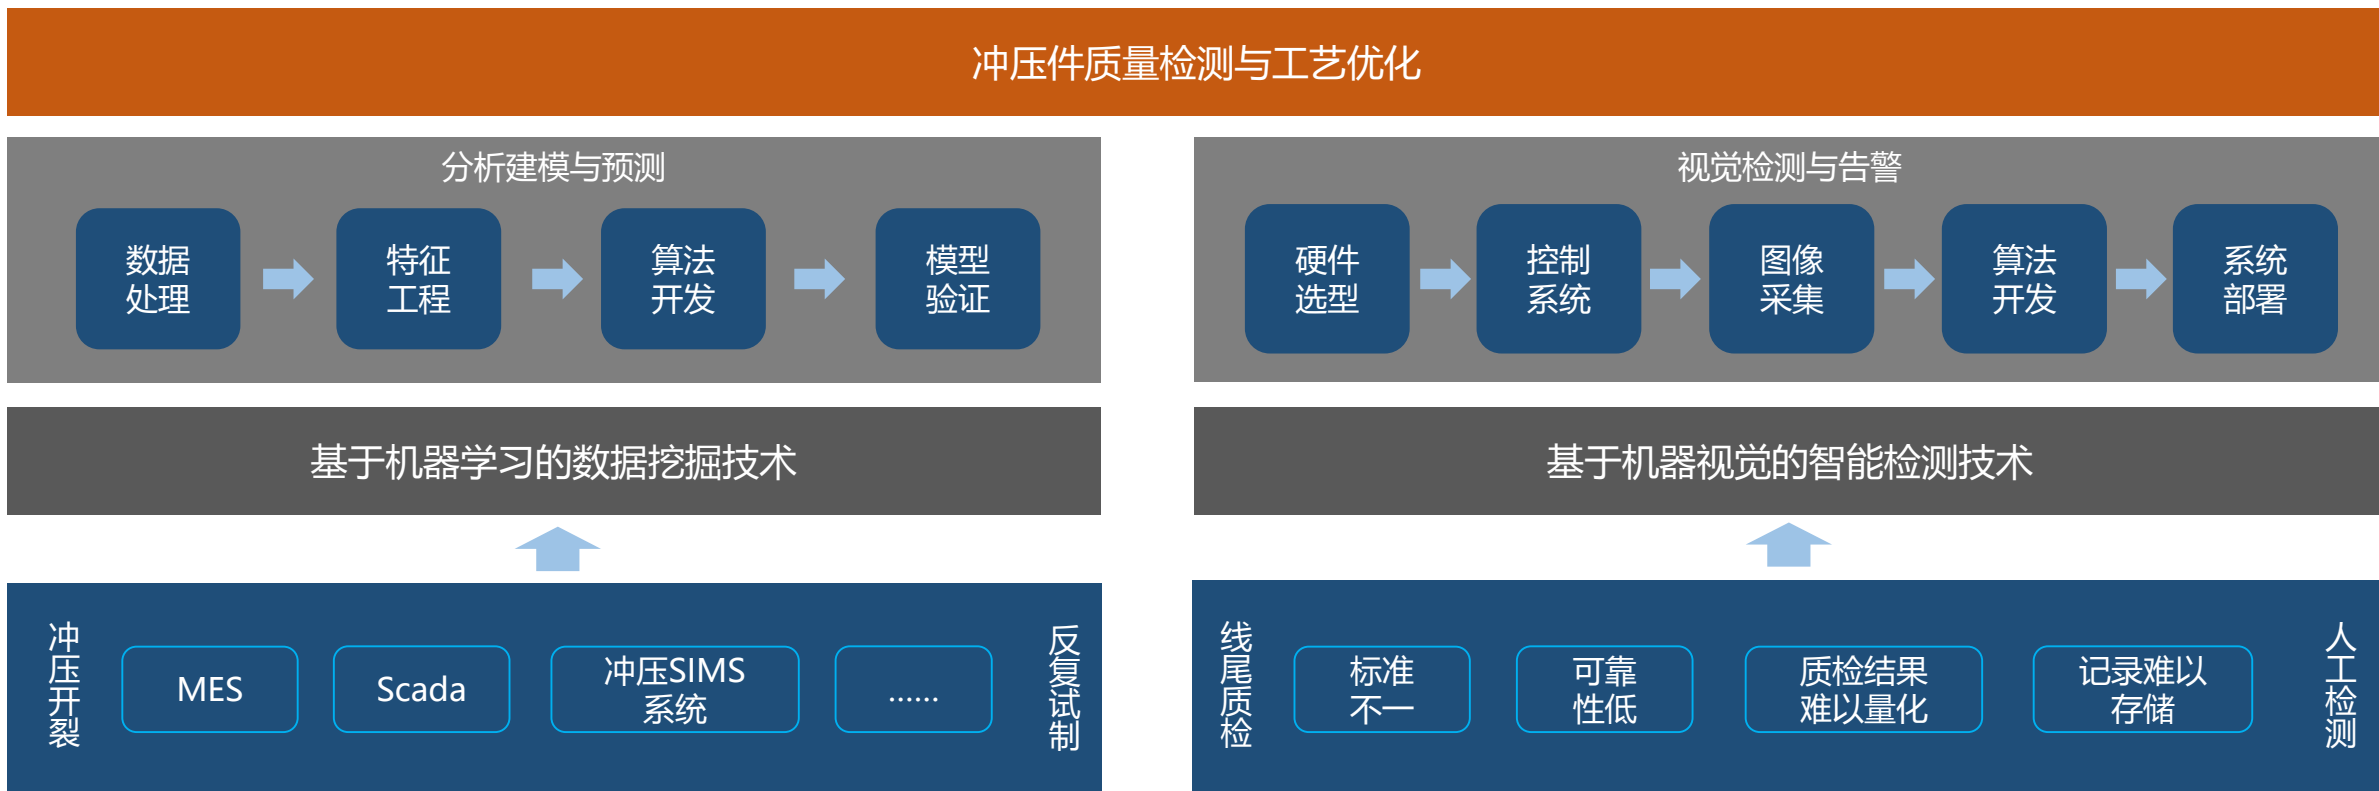 冲压件质量检测与工艺优化
分析建模与预测
数据
处理
特征
工程
算法
开发
模型
验证
视觉检测与告警
硬件
选型
控制
系统
图像
采集
算法
开发
系统
部署
基于机器学习的数据挖掘技术
基于机器视觉的智能检测技术
冲压开裂
MES
Scada
冲压SIMS
系统
……
反复试制
线尾质检
标准
不一
可靠
性低
质检结果
难以量化
记录难以
存储
人工检测